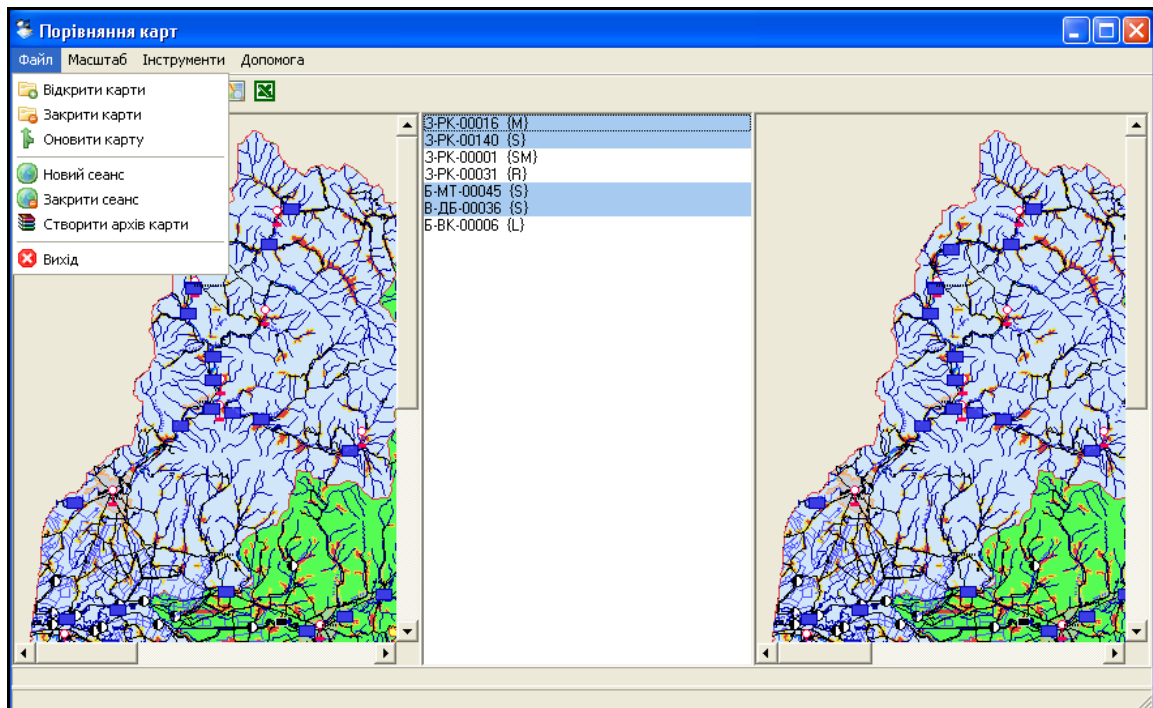 Порівняння карт
Файл Масштаб Інструменти Допомога
Відкрити карти
Закрити карти
Оновити карту
Новий сеанс
Закрити сеанс
Створити архів карти
Вихід
З-РК-00016 {M}
З-РК-00140 {S}
З-РК-00001 {SM}
З-РК-00031 {R}
Б-МТ-00045 {S}
В-ДБ-00036 {S}
Б-ВК-00006 {L}